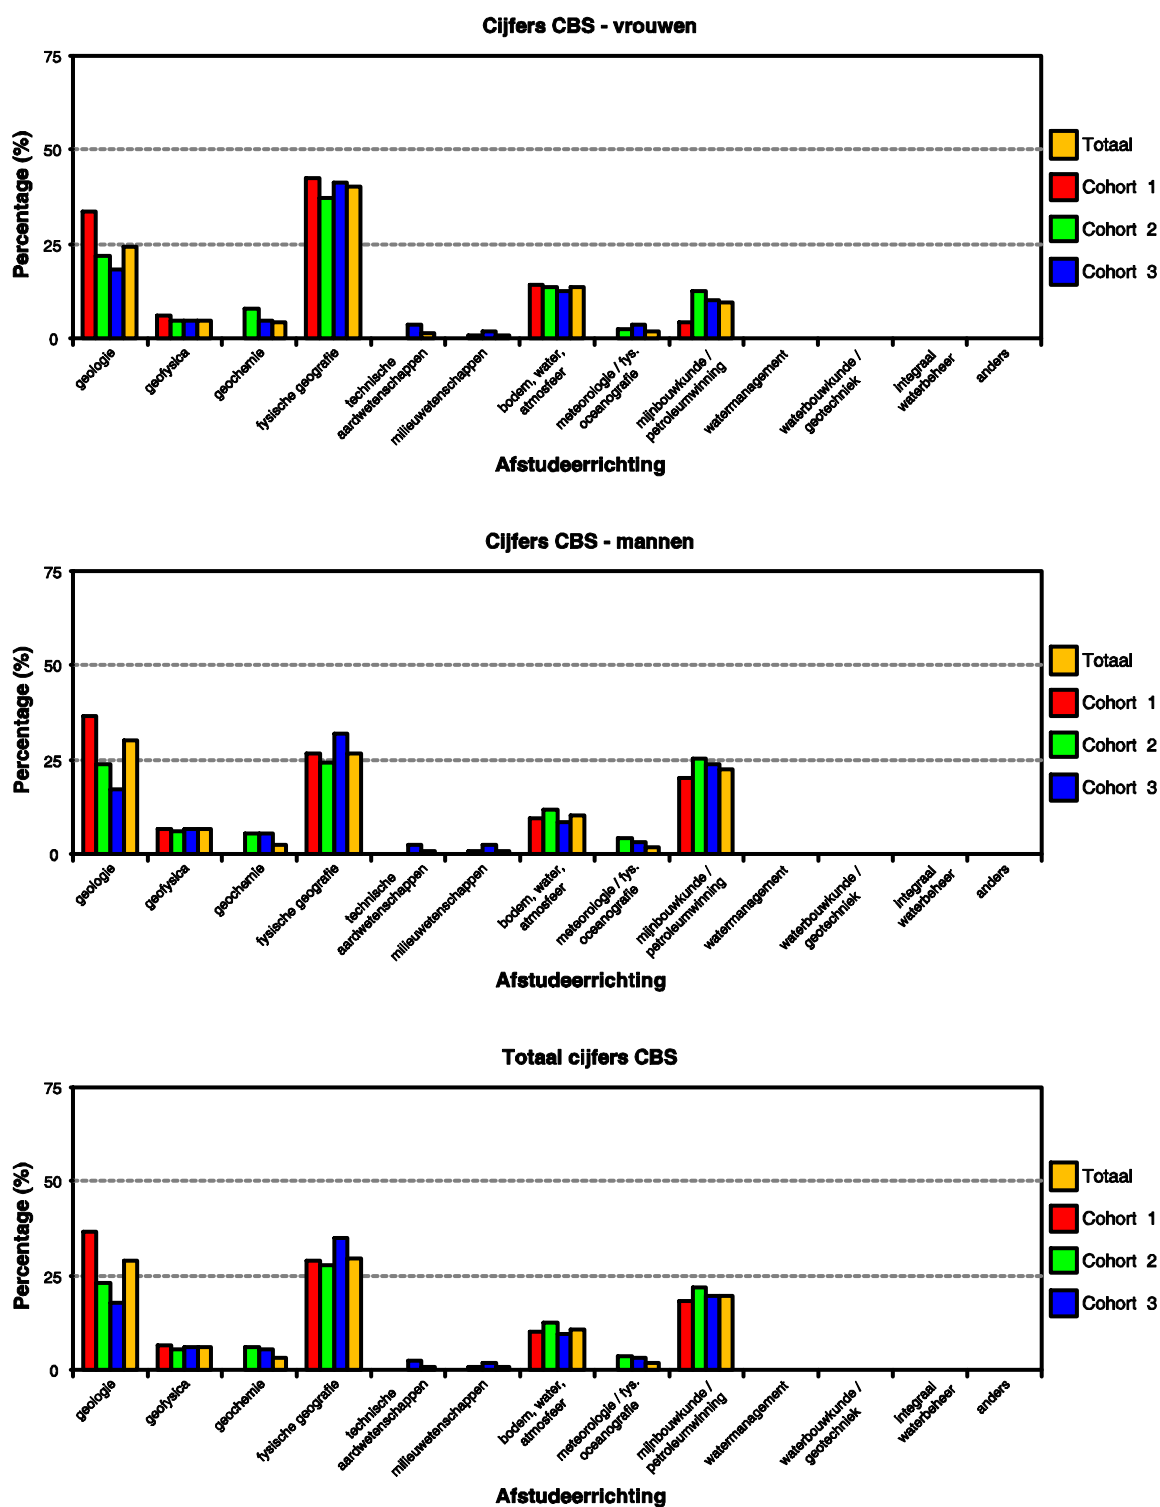 Cijfers CBS - vrouwen
75
50
25
0
Percentage (%)
geologie
geofysica
geochemie
fysische geografie
technische
aardwetenschappen
milieuwetenschappen
bodem, water,
atmosfeer
meteorologie / fys.
oceanografie
mijnbouwkunde /
petroleumwinning
watermanagement
waterbouwkunde /
geotechniek
integraal
waterbeheer
anders
Afstudeerrichting
Totaal
Cohort 1
Cohort 2
Cohort 3
Cijfers CBS - mannen
75
50
25
0
Percentage (%)
geologie
geofysica
geochemie
fysische geografie
technische
aardwetenschappen
milieuwetenschappen
bodem, water,
atmosfeer
meteorologie / fys.
oceanografie
mijnbouwkunde /
petroleumwinning
watermanagement
waterbouwkunde /
geotechniek
integraal
waterbeheer
anders
Afstudeerrichting
Totaal
Cohort 1
Cohort 2
Cohort 3
Totaal cijfers CBS
75
50
25
0
Percentage (%)
geologie
geofysica
geochemie
fysische geografie
technische
aardwetenschappen
milieuwetenschappen
bodem, water,
atmosfeer
meteorologie / fys.
oceanografie
mijnbouwkunde /
petroleumwinning
watermanagement
waterbouwkunde /
geotechniek
integraal
waterbeheer
anders
Afstudeerrichting
Totaal
Cohort 1
Cohort 2
Cohort 3